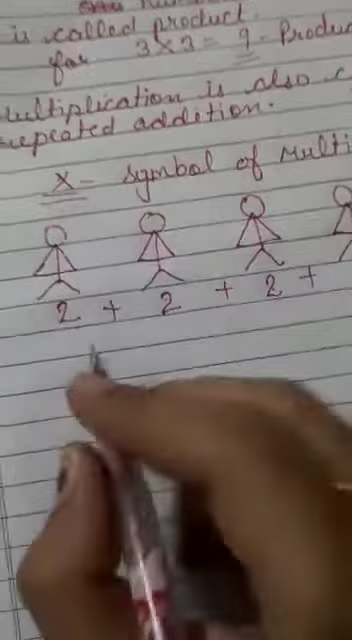 is called product.
for 3×3 = 9 - Produc
ultiplication is also c
epeated addition.
× - Symbol of Multi
2 + 2 + 2 +